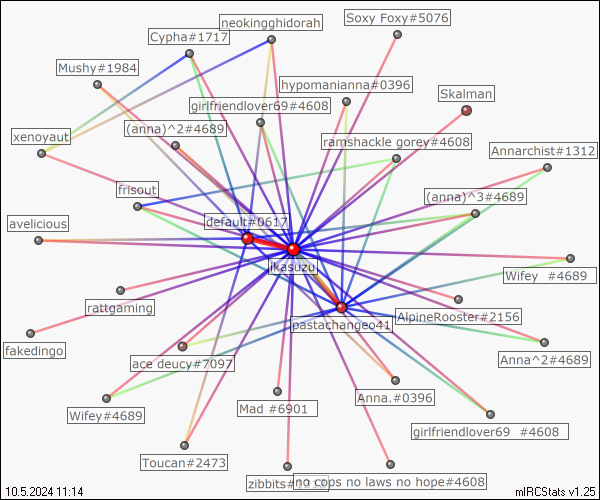 Soxy Foxy#5076
neokingghidorah
Cypha#1717
Mushy#1984
hypomanianna#0396
Skalman
girlfriendlover69#4608
xenoyaut
(anna)^2#4689
ramshackle gorey#4608
Annarchist#1312
frisout
(anna)^3#4689
avelicious
default#0617
ikasuzu
Wifey #4689
rattgaming
AlpineRooster#2156
pastachangeo41
fakedingo
ace deucy#7097
Anna^2#4689
Wifey#4689
Mad #6901
Anna.#0396
girlfriendlover69 #4608
Toucan#2473
zibbits#
no cops no laws no hope#4608
10.5.2024 11:14
mIRCStats v1.25